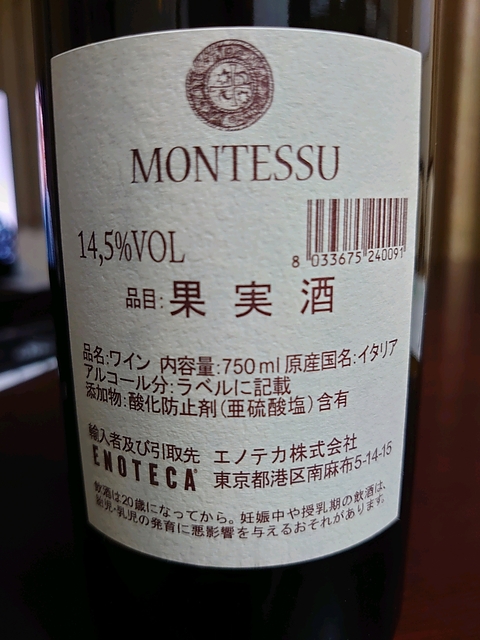 MONTESSU
14,5%VOL
8 033675 240091
品目:果実酒
品名:ワイン 内容量:750ml 原産国名:イタリア
アルコール分:ラベルに記載
添加物:酸化防止剤(亜硫酸塩)含有
輸入者及び引取先 エノテカ株式会社
ENOTECA® 東京都港区南麻布5-14-15
飲酒は20歳になってから。妊娠中や授乳期の飲酒は、
胎児・乳児の発育に悪影響を与えるおそれがあります。